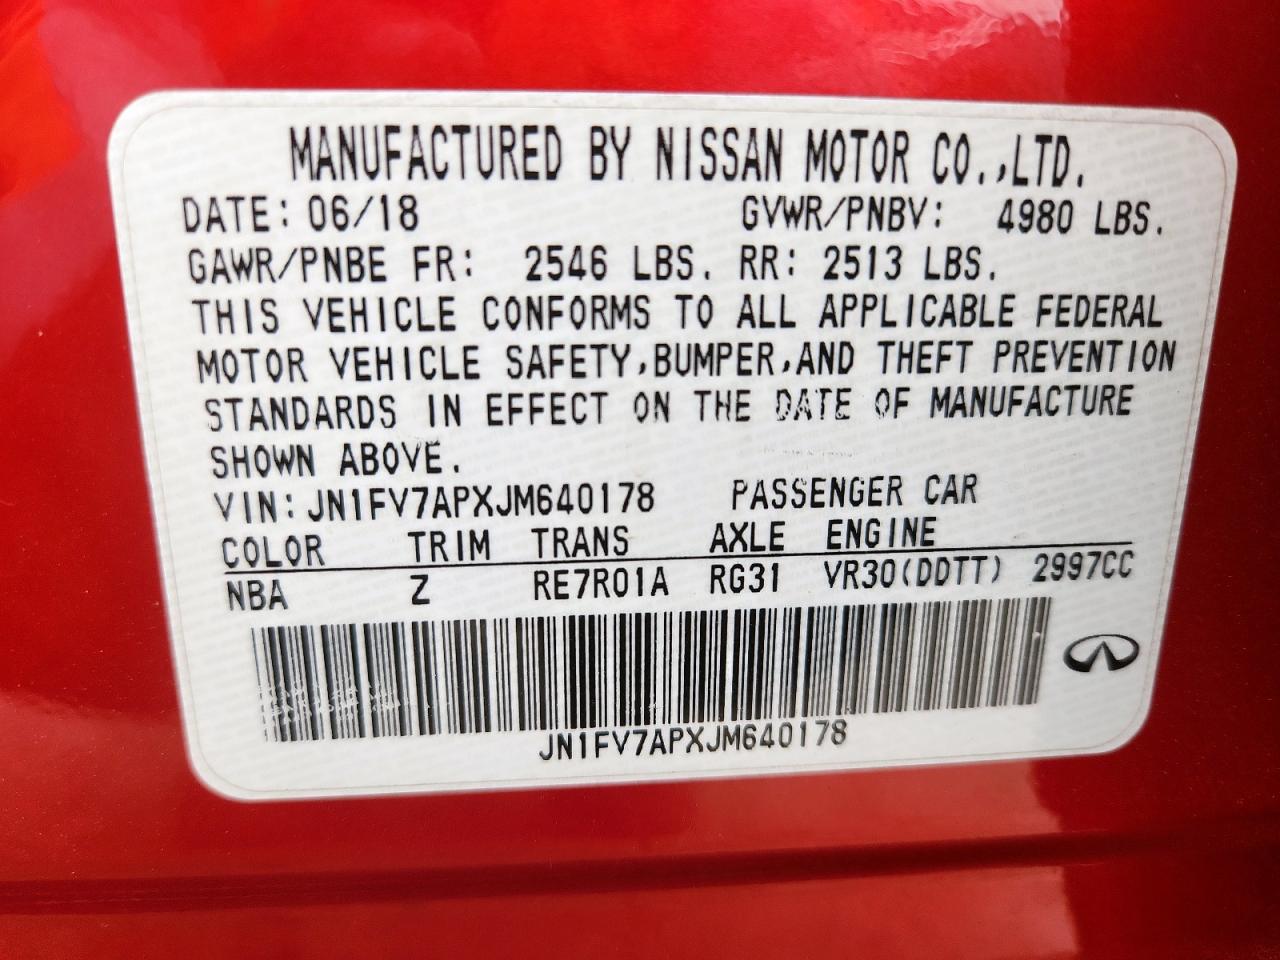 MANUFACTURED BY NISSAN MOTOR CO.,LTD.
DATE: 06/18 GVWR/PNBV: 4980 LBS.
GAWR/PNBE FR: 2546 LBS. RR: 2513 LBS.
THIS VEHICLE CONFORMS TO ALL APPLICABLE FEDERAL
MOTOR VEHICLE SAFETY,BUMPER,AND THEFT PREVENTION
STANDARDS IN EFFECT ON THE DATE OF MANUFACTURE
SHOWN ABOVE.
VIN:JN1FV7APXJM640178 PASSENGER CAR
COLOR TRIM TRANS AXLE ENGINE
NBA Z RE7R01A RG31 VR30(DDTT) 2997CC
JN1FV7APXJM640178